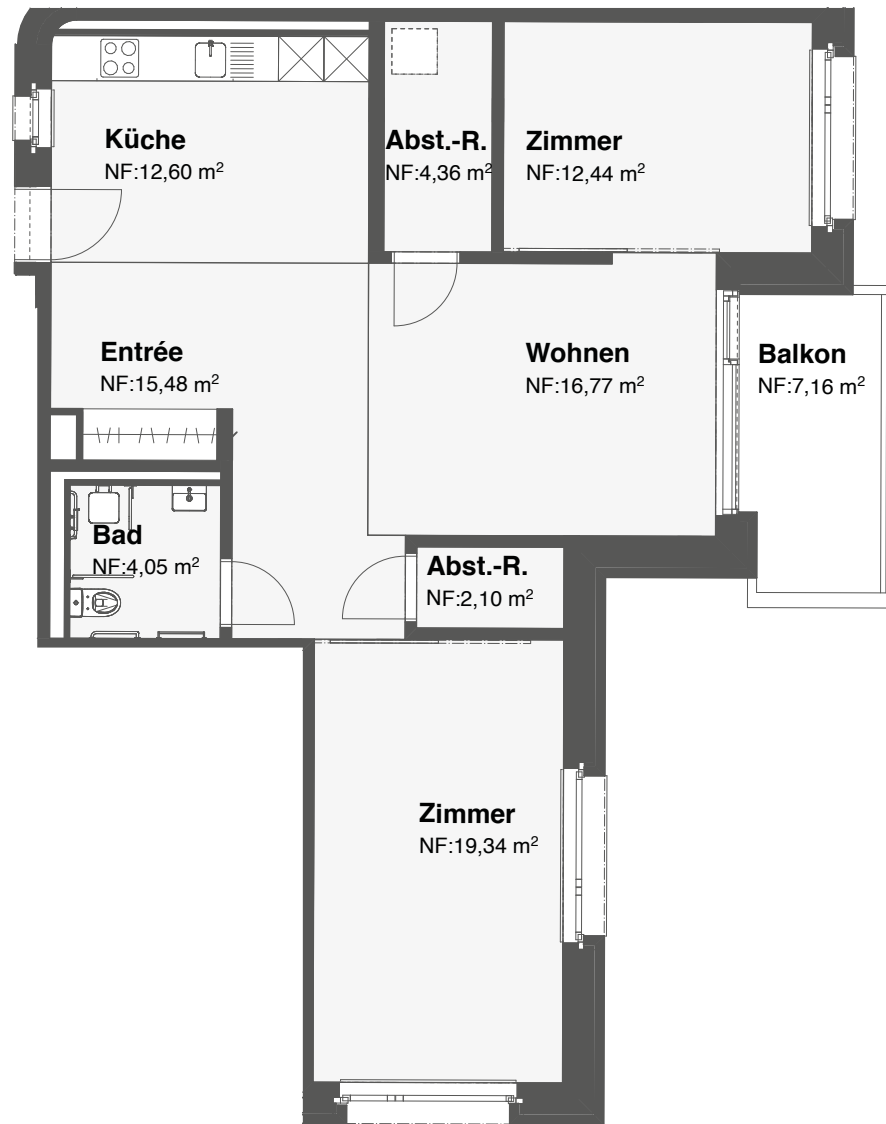 Küche
NF:12,60 m²
Abst.-R.
NF:4,36 m²
Zimmer
NF:12,44 m²
Entrée
NF:15,48 m²
Wohnen
NF:16,77 m²
Balkon
NF:7,16 m²
Bad
NF:4,05 m²
Abst.-R.
NF:2,10 m²
Zimmer
NF:19,34 m²